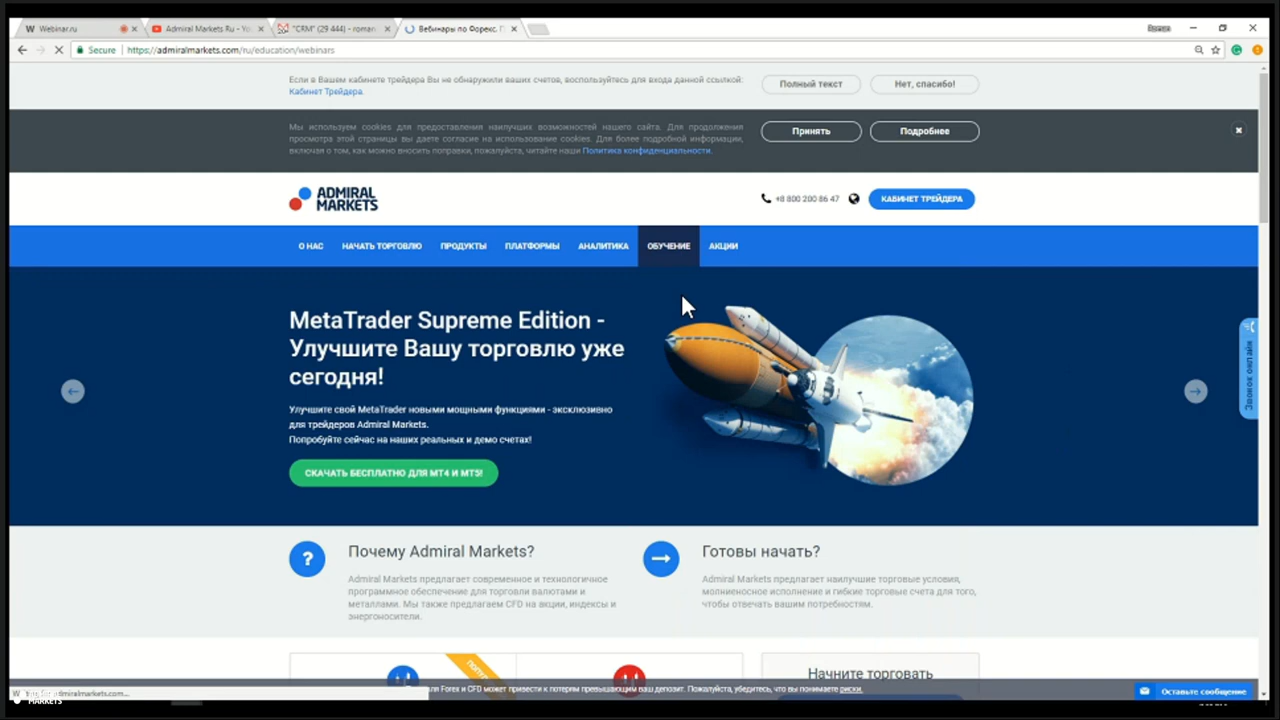 Webinar.ru
Admiral Markets Ru - Yo
"CRM" (29 444) - roman
Вебинары по Форекс. П
Secure
https://admiralmarkets.com/ru/education/webinars
Если в Вашем кабинете трейдера Вы не обнаружили ваших счетов, воспользуйтесь для входа данной ссылкой:
Кабинет Трейдера.
Полный текст
Нет, спасибо!
Мы используем cookies для предоставления наилучших возможностей нашего сайта. Для продолжения
просмотра этой страницы вы даете согласие на использование cookies. Для более подробной информации,
включая о том, как можно вносить поправки, пожалуйста, читайте наши Политика конфиденциальности.
Принять
Подробнее
ADMIRAL
MARKETS
+8 800 200 86 47
КАБИНЕТ ТРЕЙДЕРА
О НАС
НАЧАТЬ ТОРГОВЛЮ
ПРОДУКТЫ
ПЛАТФОРМЫ
АНАЛИТИКА
ОБУЧЕНИЕ
АКЦИИ
MetaTrader Supreme Edition -
Улучшите Вашу торговлю уже
сегодня!
Улучшите свой MetaTrader новыми мощными функциями - эксклюзивно
для трейдеров Admiral Markets.
Попробуйте сейчас на наших реальных и демо счетах!
СКАЧАТЬ БЕСПЛАТНО ДЛЯ MT4 И MT5!
Звонок онлайн
Почему Admiral Markets?
Admiral Markets предлагает современное и технологичное
программное обеспечение для торговли валютами и
металлами. Мы также предлагаем CFD на акции, индексы и
энергоносители.
Готовы начать?
Admiral Markets предлагает наилучшие торговые условия,
молниеносное исполнение и гибкие торговые счета для того,
чтобы отвечать вашим потребностям.
Начните торговать
Forex и CFD может привести к потерям превышающим ваш депозит. Пожалуйста, убедитесь, что вы понимаете риски.
Оставьте сообщение
MARKETS